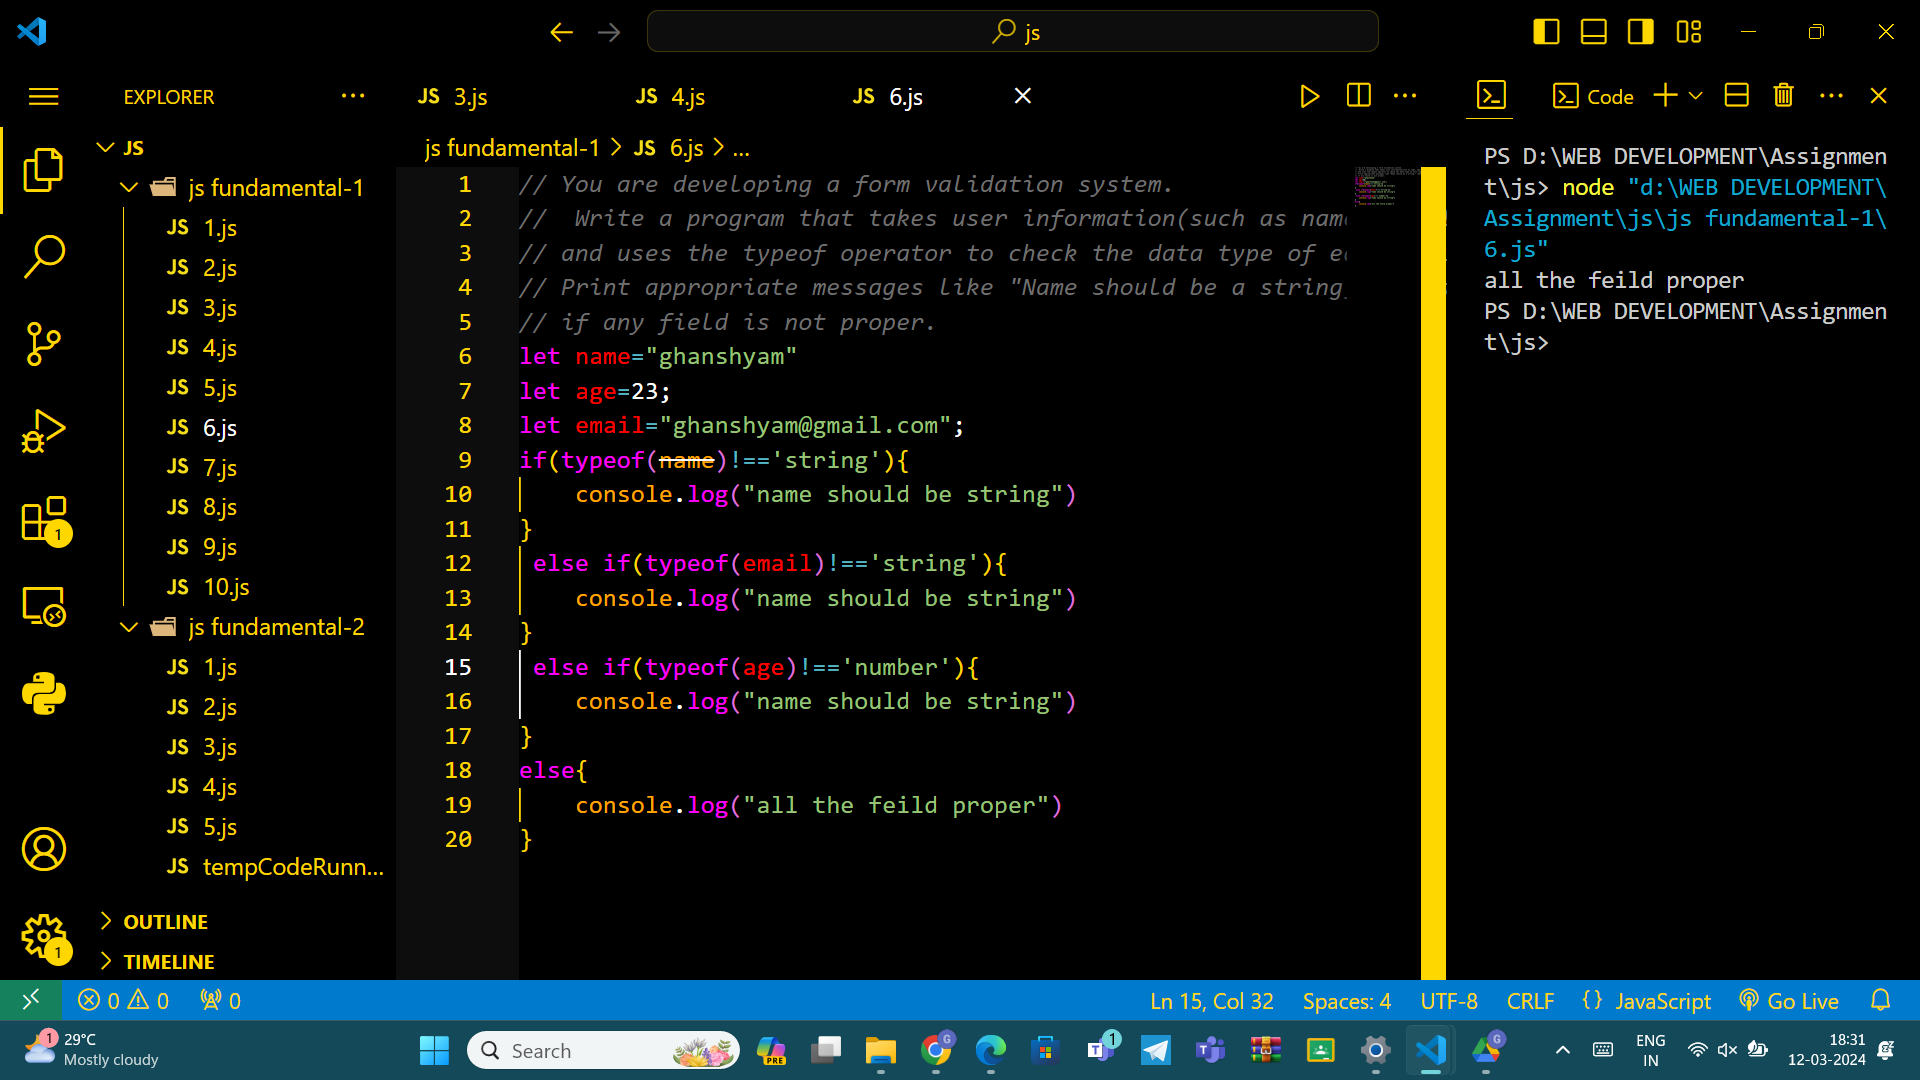 js
EXPLORER
JS 3.js
JS 4.js
JS 6.js
Code
JS
js fundamental-1
JS 1.js
JS 2.js
JS 3.js
JS 4.js
JS 5.js
JS 6.js
JS 7.js
JS 8.js
JS 9.js
JS 10.js
js fundamental-2
JS 1.js
JS 2.js
JS 3.js
JS 4.js
JS 5.js
JS tempCodeRunn...
OUTLINE
TIMELINE
1
1
js fundamental-1 > JS 6.js > ...
1 // You are developing a form validation system.
2 //  Write a program that takes user information(such as nam
3 // and uses the typeof operator to check the data type of
4 // Print appropriate messages like "Name should be a string
5 // if any field is not proper.
6 let name="ghanshyam"
7 let age=23;
8 let email="ghanshyam@gmail.com";
9 if(typeof(name)!=='string'){
10     console.log("name should be string")
11 }
12  else if(typeof(email)!=='string'){
13     console.log("name should be string")
14 }
15  else if(typeof(age)!=='number'){
16     console.log("name should be string")
17 }
18 else{
19     console.log("all the feild proper")
20 }
PS D:\WEB DEVELOPMENT\Assignmen
t\js> node "d:\WEB DEVELOPMENT\
Assignment\js\js fundamental-1\
6.js"
all the feild proper
PS D:\WEB DEVELOPMENT\Assignmen
t\js>
0 0 0
Ln 15, Col 32 Spaces: 4 UTF-8 CRLF {} JavaScript Go Live
1
29°C
Mostly cloudy
Search
PRE
G
1
G
ENG
IN
18:31
12-03-2024